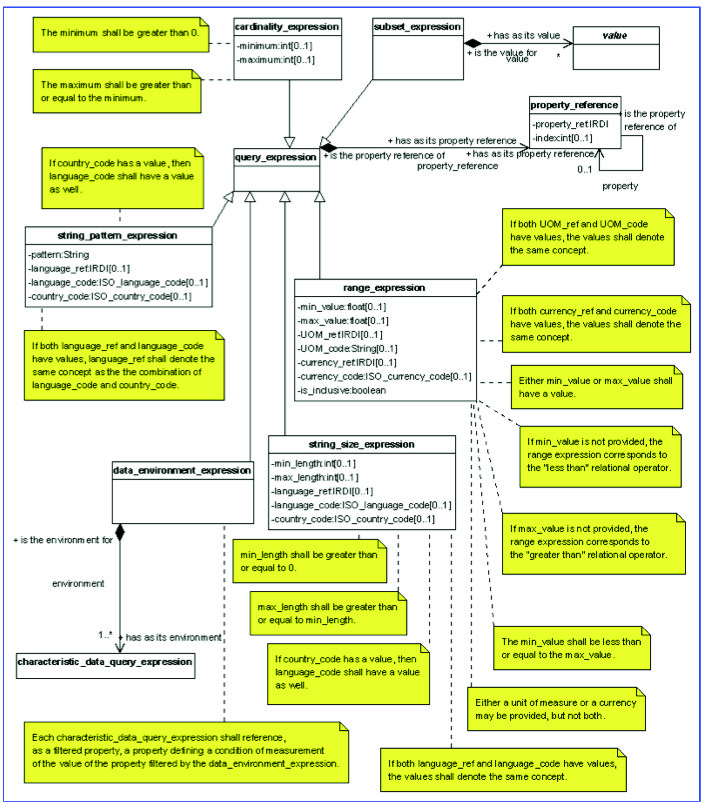 The minimum shall be greater than 0.
cardinality_expression
-minimum:int[0..1]
-maximum:int[0..1]
subset_expression
+ has as its value
+ is the value for
value
*
value
The maximum shall be greater than
or equal to the minimum.
property_reference
-property_ref:IRDI
-index:int[0..1]
+ is the property
reference of
+ has as its property reference
+ is the property reference of
property_reference
+ has as its property reference
0..1
property
query_expression
If country_code has a value, then
language_code shall have a value
as well.
string_pattern_expression
-pattern:String
-language_ref:IRDI[0..1]
-language_code:ISO_language_code[0..1]
-country_code:ISO_country_code[0..1]
If both UOM_ref and UOM_code
have values, the values shall denote
the same concept.
range_expression
-min_value:float[0..1]
-max_value:float[0..1]
-UOM_ref:IRDI[0..1]
-UOM_code:String[0..1]
-currency_ref:IRDI[0..1]
-currency_code:ISO_currency_code[0..1]
-is_inclusive:boolean
If both currency_ref and currency_code
have values, the values shall denote the
same concept.
If both language_ref and language_code
have values, language_ref shall denote the
same concept as the the combination of
language_code and country_code.
Either min_value or max_value shall
have a value.
If min_value is not provided, the
range expression corresponds to
the "less than" relational operator.
string_size_expression
-min_length:int[0..1]
-max_length:int[0..1]
-language_ref:IRDI[0..1]
-language_code:ISO_language_code[0..1]
-country_code:ISO_country_code[0..1]
data_environment_expression
If max_value is not provided, the
range expression corresponds to
the "greater than" relational operator.
+ is the environment for
environment
1..*
+ has as its environment
characteristic_data_query_expression
min_length shall be greater than
or equal to 0.
max_length shall be greater than
or equal to min_length.
The min_value shall be less than
or equal to the max_value.
If country_code has a value, then
language_code shall have a value
as well.
Either a unit of measure or a currency
may be provided, but not both.
Each characteristic_data_query_expression shall reference,
as a filtered property, a property defining a condition of measurement
of the value of the property filtered by the data_environment_expression.
If both language_ref and language_code have values,
the values shall denote the same concept.